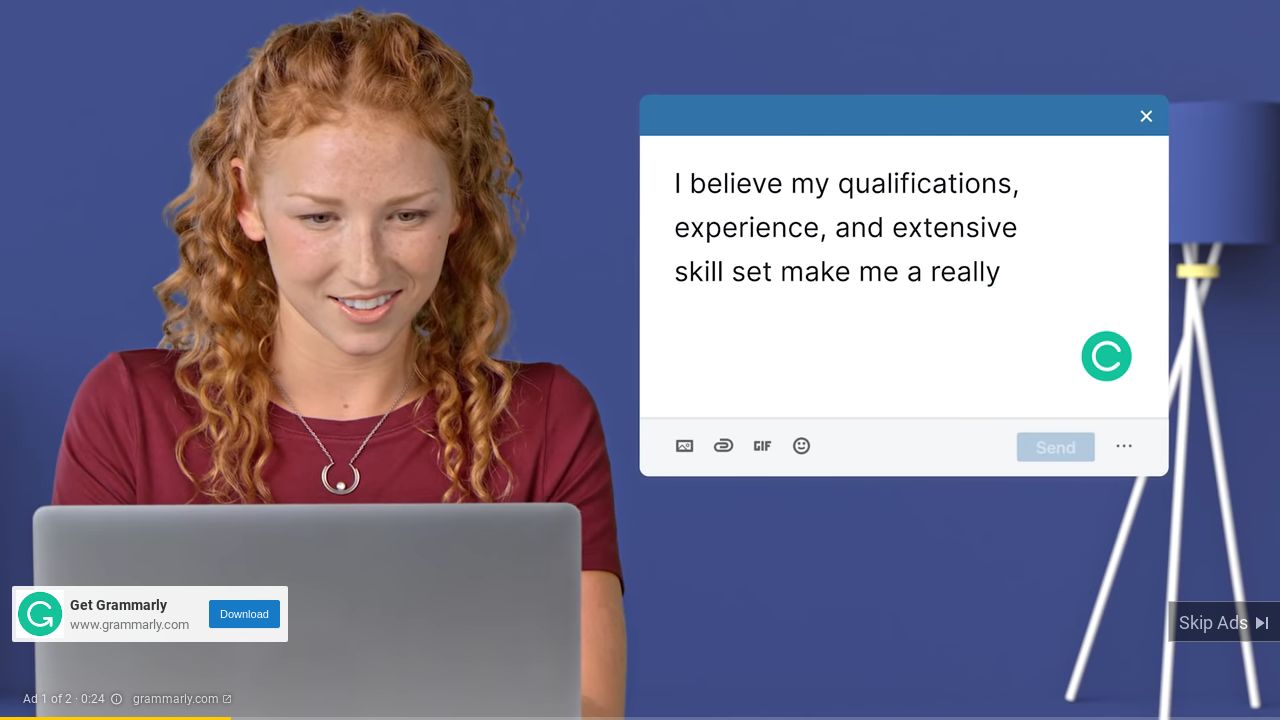 I believe my qualifications,
experience, and extensive
skill set make me a really
GIF
Send
Get Grammarly
www.grammarly.com
Download
Skip Ads
Ad 1 of 2 · 0:24
grammarly.com